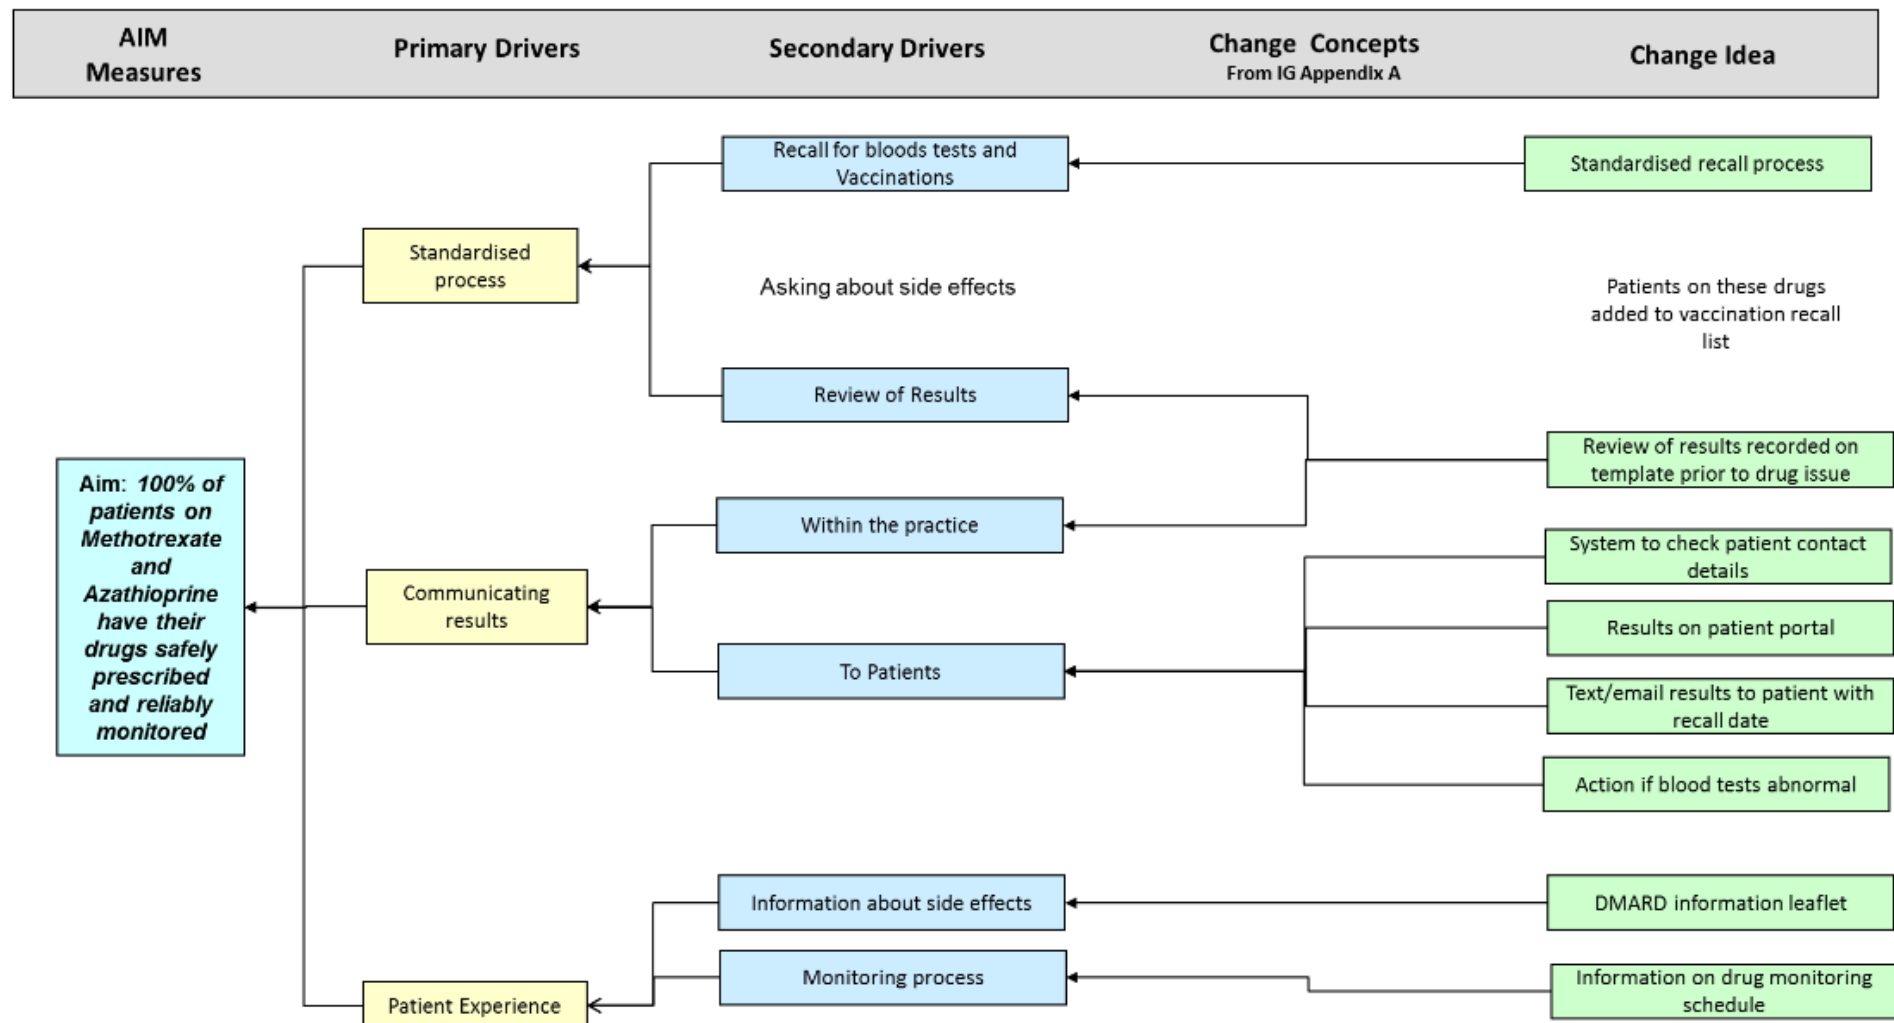 AIM
Measures
Primary Drivers
Secondary Drivers
Change Concepts
From IG Appendix A
Change Idea
Recall for bloods tests and
Vaccinations
Standardised recall process
Standardised
process
Asking about side effects
Patients on these drugs
added to vaccination recall
list
Review of Results
Review of results recorded on
template prior to drug issue
Aim: 100% of
patients on
Methotrexate
and
Azathioprine
have their
drugs safely
prescribed
and reliably
monitored
Within the practice
System to check patient contact
details
Communicating
results
Results on patient portal
To Patients
Text/email results to patient with
recall date
Action if blood tests abnormal
Information about side effects
DMARD information leaflet
Monitoring process
Information on drug monitoring
schedule
Patient Experience